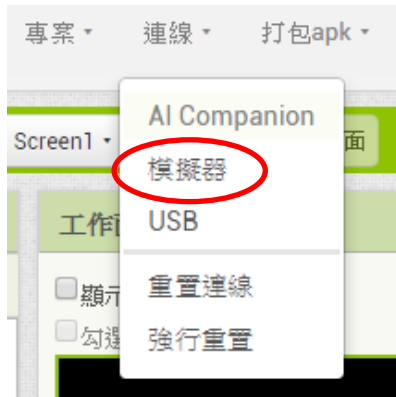 專案 連線 打包apk
AI Companion
Screen1 面
模擬器
工作 USB
顯示 重置連線
勾選 強行重置